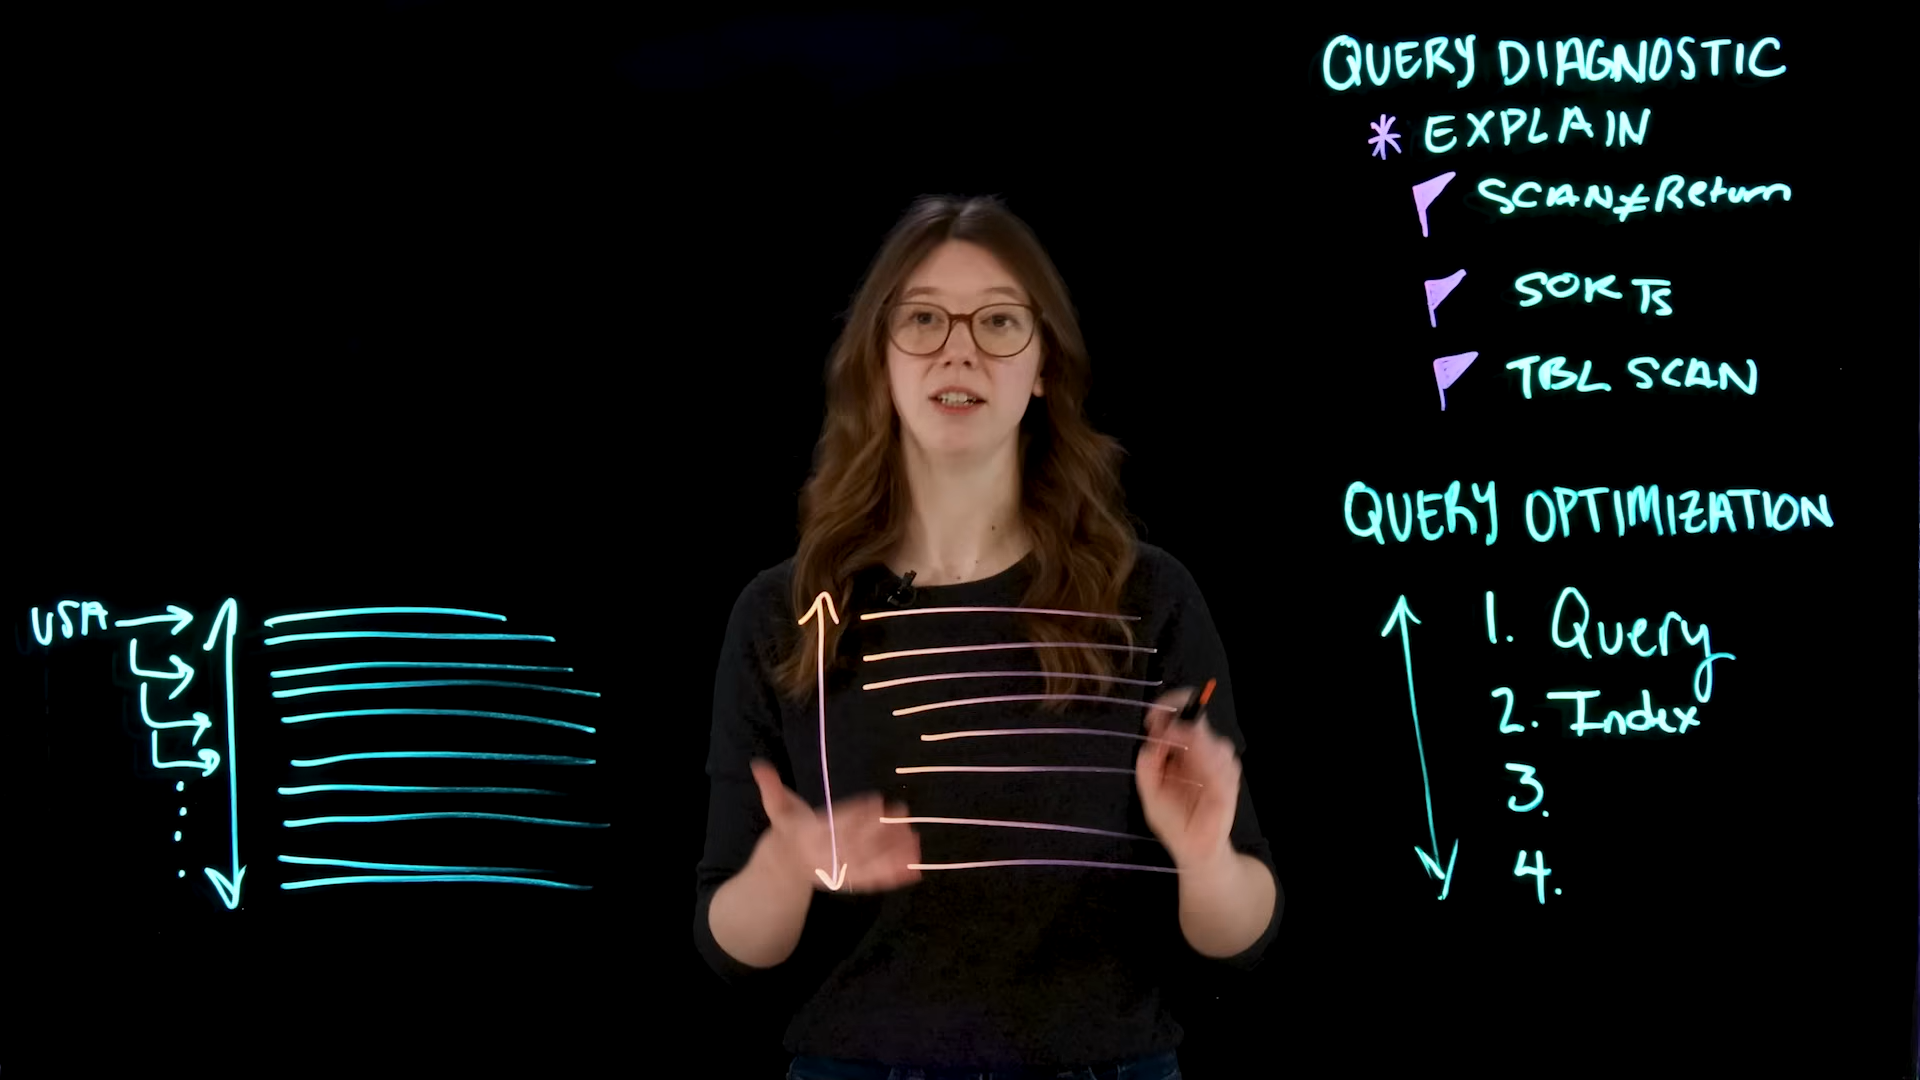 QUERY DIAGNOSTIC
* EXPLAIN
SCAN≠Return
SORTs
TBL SCAN
QUERY OPTIMIZATION
1. Query
2. Index
3.
4.
USA